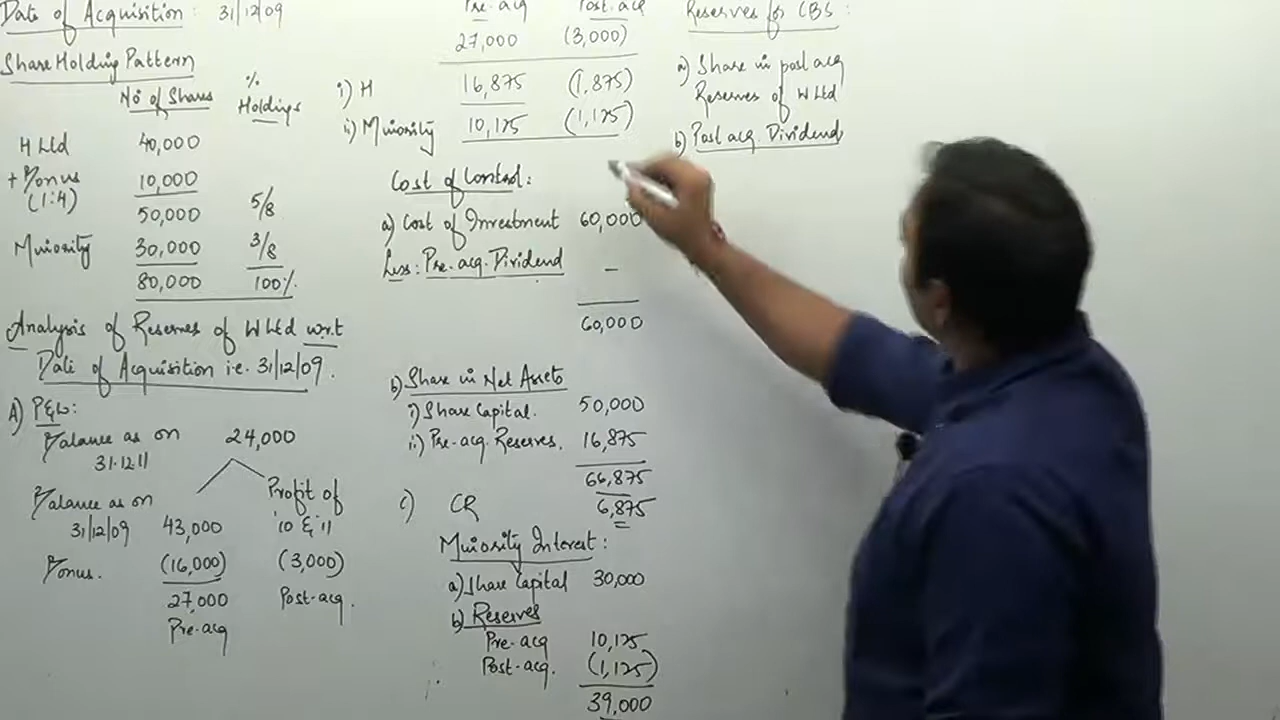 Date of Acquisition : 31/12/09
Share Holding Pattern
No of Shares % Holdings
H Ltd 40,000
+ Bonus 10,000
(1:4)
50,000 5/8
Minority 30,000 3/8
80,000 100%
Analysis of Reserves of W Ltd w.r.t
Date of Acquisition i.e. 31/12/09.
A) P&L:
Balance as on 24,000
31.12.11
Balance as on Profit of
31/12/09 43,000 '10 & '11
Bonus. (16,000) (3,000)
27,000 Post-acq.
Pre-acq
Pre-acq Post-acq
27,000 (3,000)
i) H 16,875 (1,875)
ii) Minority 10,125 (1,125)
Cost of Control:
a) Cost of Investment 60,000
Less: Pre-acq. Dividend –
60,000
b) Share in Net Assets
i) Share Capital. 50,000
ii) Pre-acq. Reserves. 16,875
66,875
c) CR 6,875
Minority Interest:
a) Share Capital 30,000
b) Reserves
Pre-acq 10,125
Post-acq. (1,125)
39,000
Reserves for CBS:
a) Share in post acq
Reserves of W Ltd
b) Post acq. Dividend